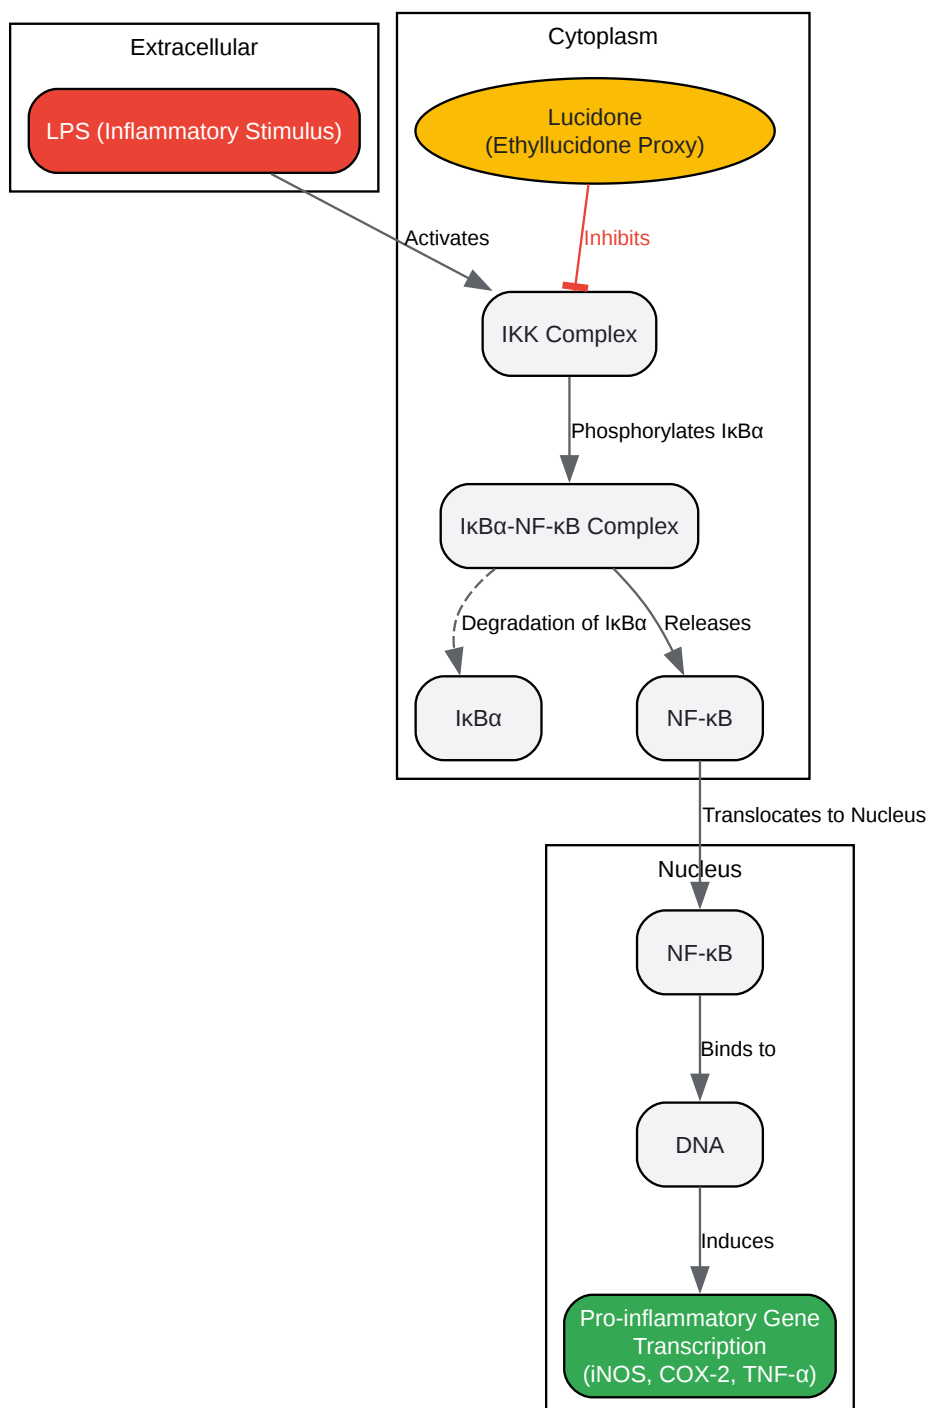 Extracellular
LPS (Inflammatory Stimulus)
Cytoplasm
Lucidone
(Ethyllucidone Proxy)
Activates
Inhibits
IKK Complex
Phosphorylates IκBα
IκBα-NF-κB Complex
Degradation of IκBα
Releases
IκBα
NF-κB
Translocates to Nucleus
Nucleus
NF-κB
Binds to
DNA
Induces
Pro-inflammatory Gene
Transcription
(iNOS, COX-2, TNF-α)